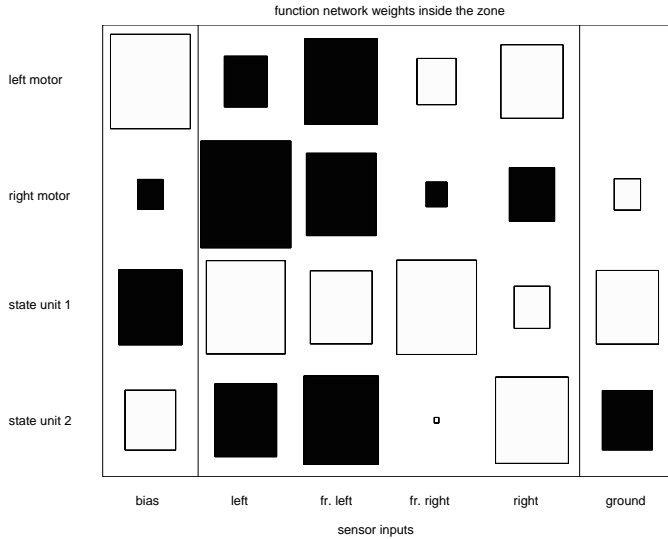 function network weights inside the zone
left motor
right motor
state unit 1
state unit 2
bias left fr. left fr. right right ground
sensor inputs